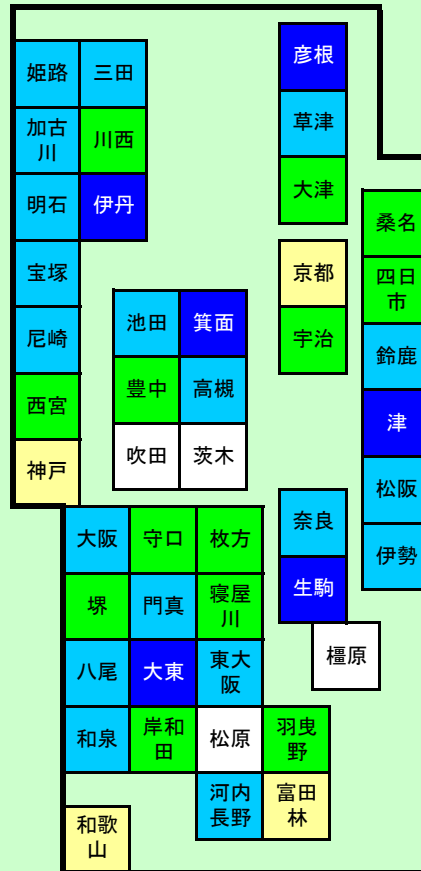 姫路
三田
加古
川
川西
明石
伊丹
宝塚
尼崎
西宮
神戸
彦根
草津
大津
京都
宇治
桑名
四日
市
鈴鹿
津
松阪
伊勢
池田
箕面
豊中
高槻
吹田
茨木
奈良
生駒
橿原
大阪
守口
枚方
堺
門真
寝屋
川
八尾
大東
東大
阪
和泉
岸和
田
松原
羽曳
野
河内
長野
富田
林
和歌
山